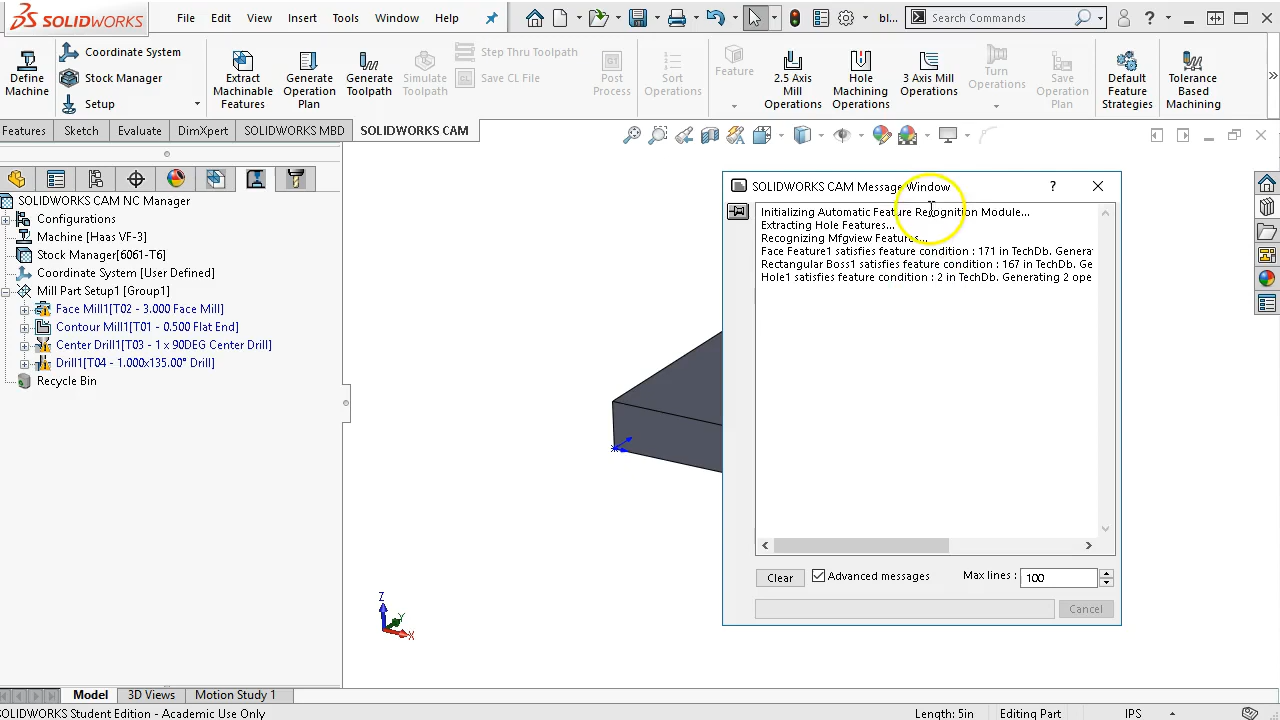 SOLIDWORKS
File Edit View Insert Tools Window Help
bl...
Search Commands
Define Machine
Coordinate System
Stock Manager
Setup
Extract Machinable Features
Generate Operation Plan
Generate Toolpath
Simulate Toolpath
Step Thru Toolpath
Save CL File
G1
Post Process
Sort Operations
Feature
2.5 Axis Mill Operations
Hole Machining Operations
3 Axis Mill Operations
Turn Operations
Save Operation Plan
Default Feature Strategies
Tolerance Based Machining
Features Sketch Evaluate DimXpert SOLIDWORKS MBD SOLIDWORKS CAM
SOLIDWORKS CAM NC Manager
Configurations
Machine [Haas VF-3]
Stock Manager[6061-T6]
Coordinate System [User Defined]
Mill Part Setup1 [Group1]
Face Mill1[T02 - 3.000 Face Mill]
Contour Mill1[T01 - 0.500 Flat End]
Center Drill1[T03 - 1 x 90DEG Center Drill]
Drill1[T04 - 1.000x135.00° Drill]
Recycle Bin
SOLIDWORKS CAM Message Window
Initializing Automatic Feature Recognition Module...
Extracting Hole Features...
Recognizing Mfgview Features...
Face Feature1 satisfies feature condition : 171 in TechDb. Genera
Rectangular Boss1 satisfies feature condition : 167 in TechDb. Ge
Hole1 satisfies feature condition : 2 in TechDb. Generating 2 ope
Clear
Advanced messages
Max lines : 100
Cancel
Z
Y
X
Model 3D Views Motion Study 1
SOLIDWORKS Student Edition - Academic Use Only
Length: 5in Editing Part IPS